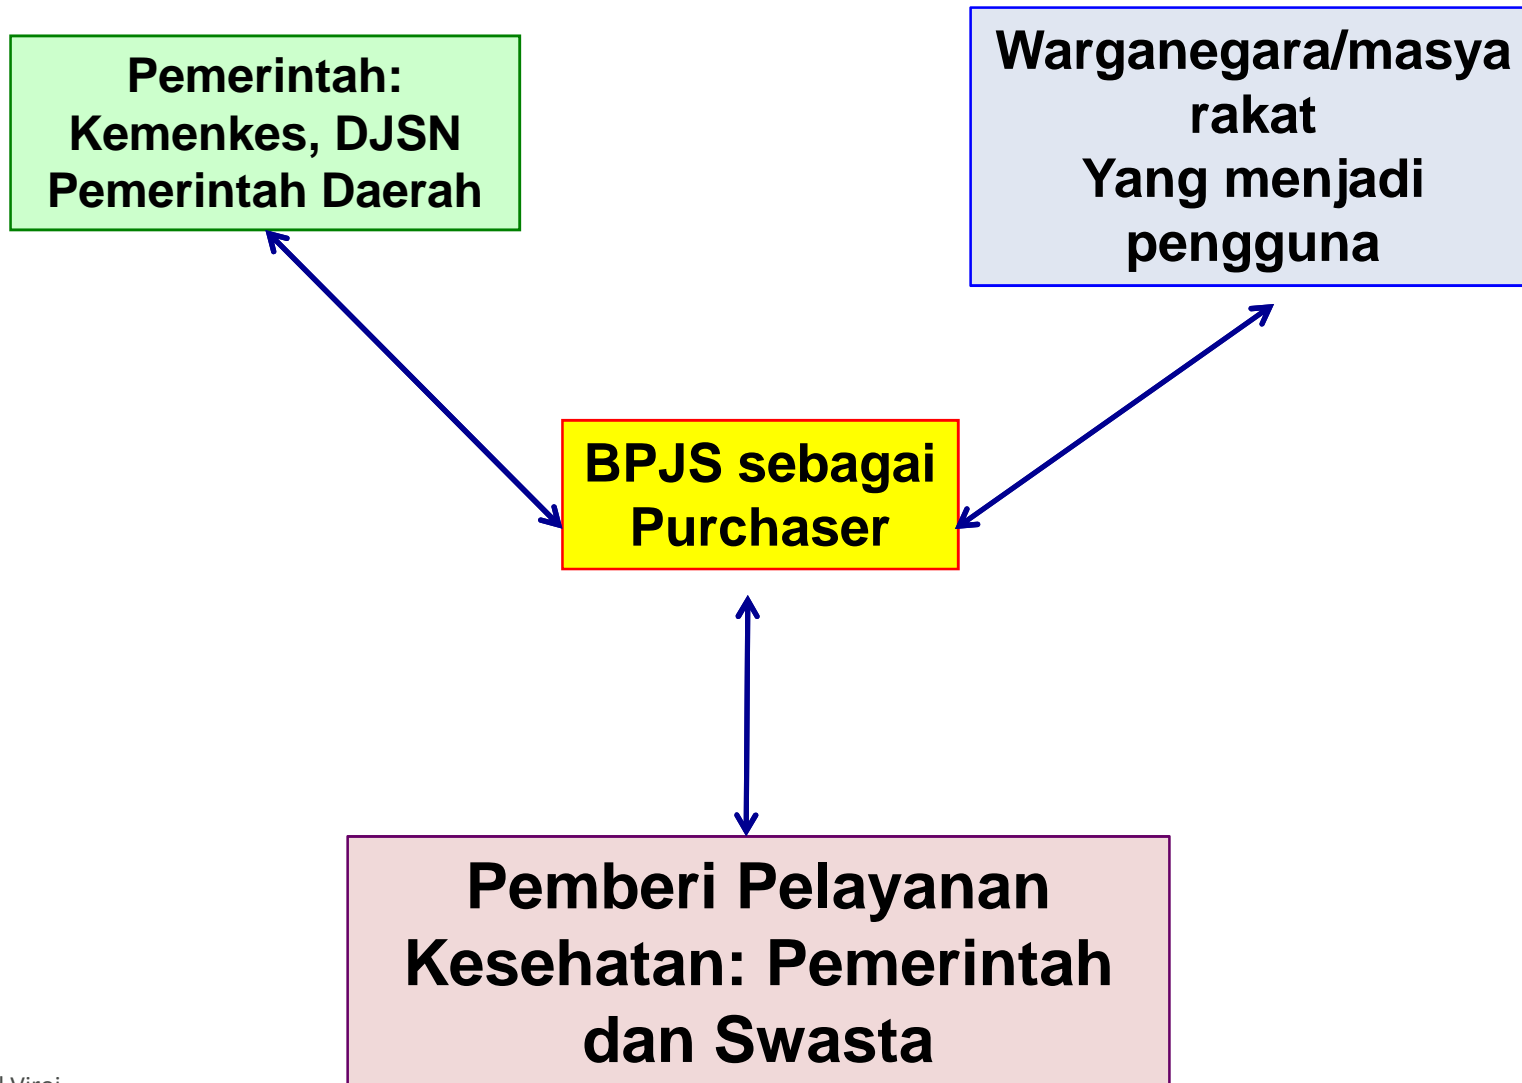 Pemerintah:
Kemenkes, DJSN
Pemerintah Daerah
Warganegara/masya
rakat
Yang menjadi
pengguna
BPJS sebagai
Purchaser
Pemberi Pelayanan
Kesehatan: Pemerintah
dan Swasta